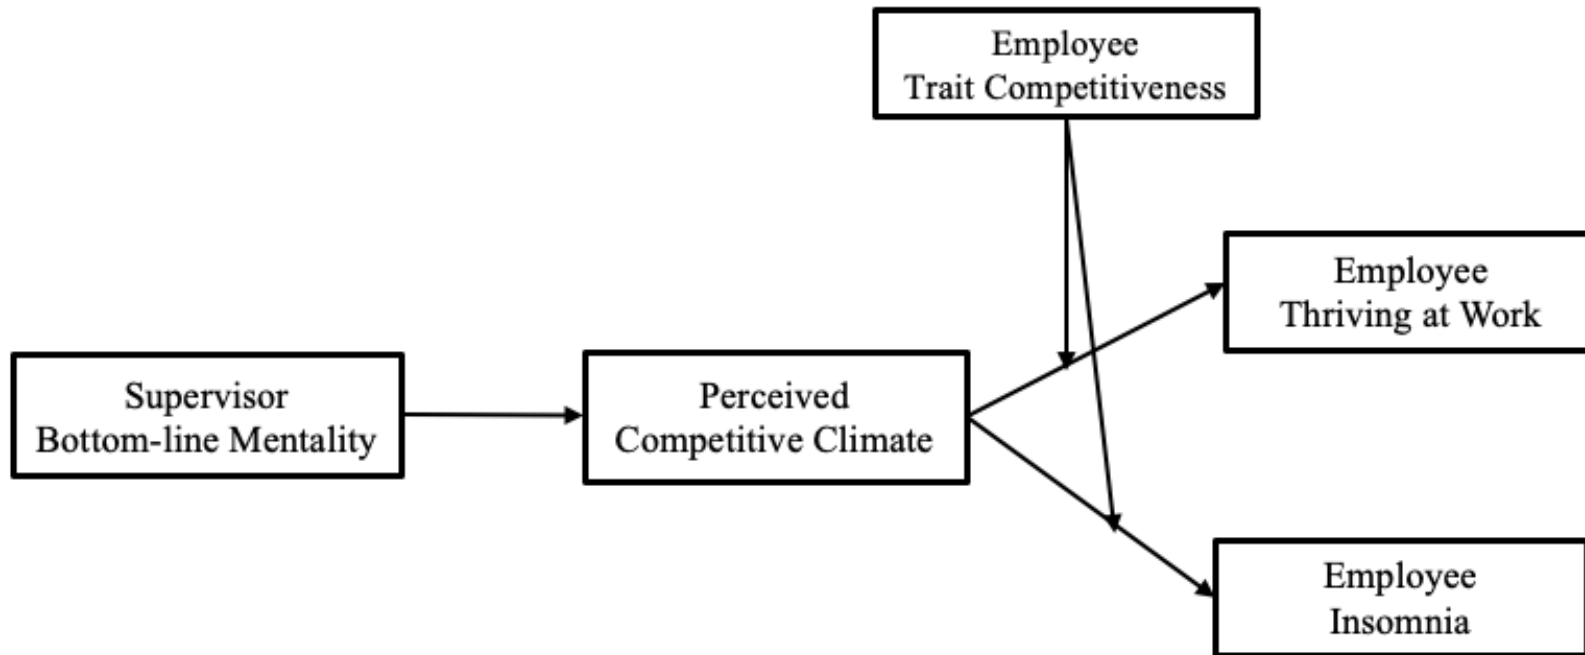 Employee
Trait Competitiveness
Employee
Thriving at Work
Supervisor
Bottom-line Mentality
Perceived
Competitive Climate
Employee
Insomnia